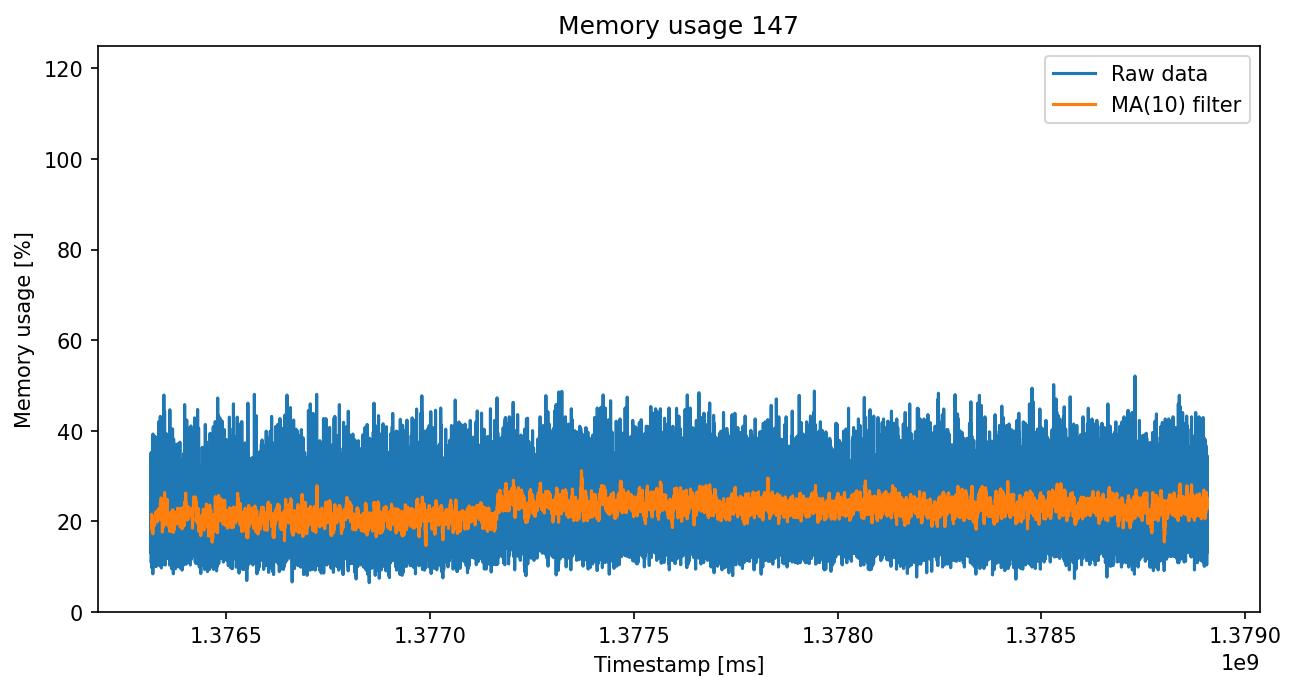 Memory usage 147
Raw data
MA(10) filter
Memory usage [%]
120
100
80
60
40
20
0
1.3765 1.3770 1.3775 1.3780 1.3785 1.3790
1e9
Timestamp [ms]